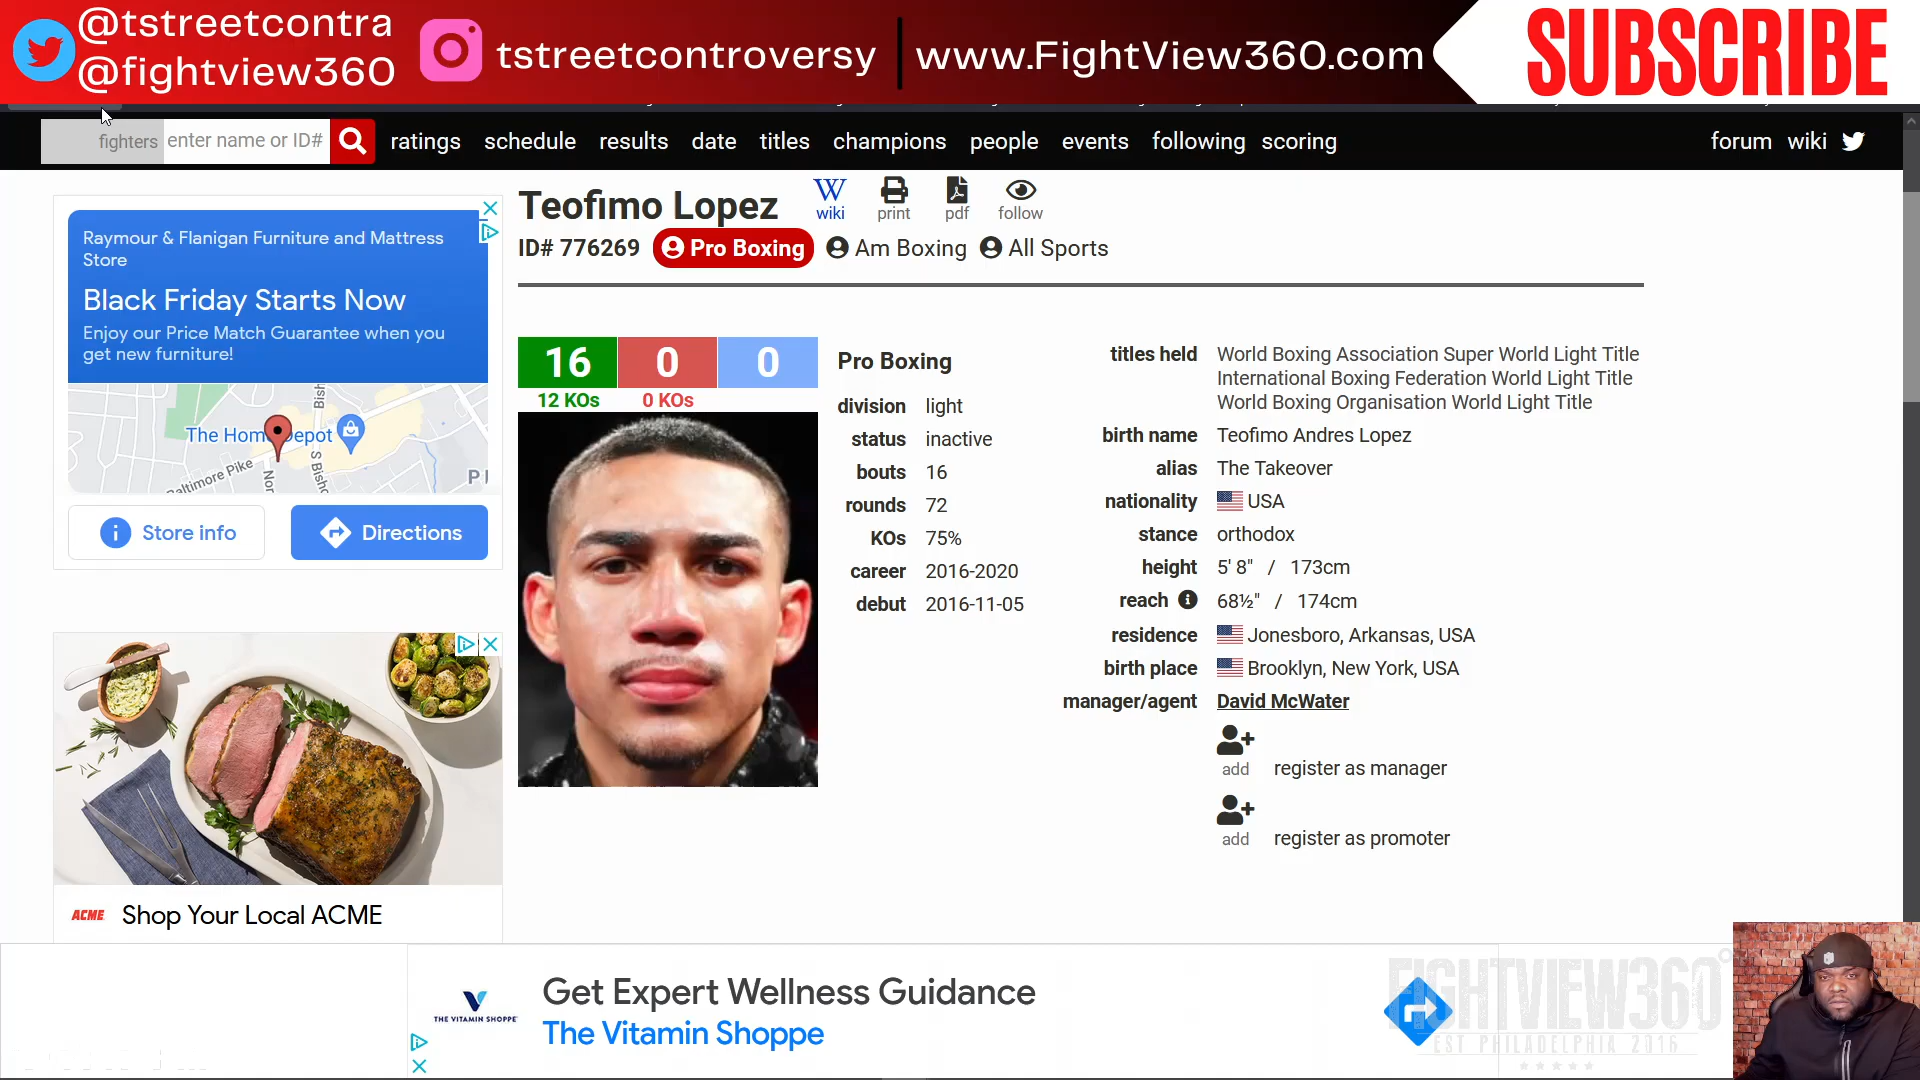 @tstreetcontra
@fightview360
tstreetcontroversy
www.FightView360.com
SUBSCRIBE
fighters
enter name or ID#
ratings
schedule
results
date
titles
champions
people
events
following
scoring
forum
wiki
Raymour & Flanigan Furniture and Mattress
Store
Black Friday Starts Now
Enjoy our Price Match Guarantee when you
get new furniture!
The Home Depot
Baltimore Pike
Store info
Directions
ACME
Shop Your Local ACME
Teofimo Lopez
wiki
print
pdf
follow
ID# 776269
Pro Boxing
Am Boxing
All Sports
16
0
0
12 KOs
0 KOs
Pro Boxing
division light
status inactive
bouts 16
rounds 72
KOs 75%
career 2016-2020
debut 2016-11-05
titles held World Boxing Association Super World Light Title
International Boxing Federation World Light Title
World Boxing Organisation World Light Title
birth name Teofimo Andres Lopez
alias The Takeover
nationality USA
stance orthodox
height 5' 8" / 173cm
reach 68½" / 174cm
residence Jonesboro, Arkansas, USA
birth place Brooklyn, New York, USA
manager/agent David McWater
add register as manager
add register as promoter
THE VITAMIN SHOPPE
Get Expert Wellness Guidance
The Vitamin Shoppe
FIGHTVIEW360
EST PHILADELPHIA 2016